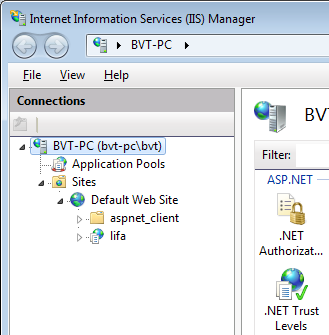 Internet Information Services (IIS) Manager
BVT-PC
File View Help
Connections
BVT-PC (bvt-pc\bvt)
Application Pools
Sites
Default Web Site
aspnet_client
lifa
BV
Filter:
ASP.NET
.NET
Authorizat...
.NET Trust
Levels